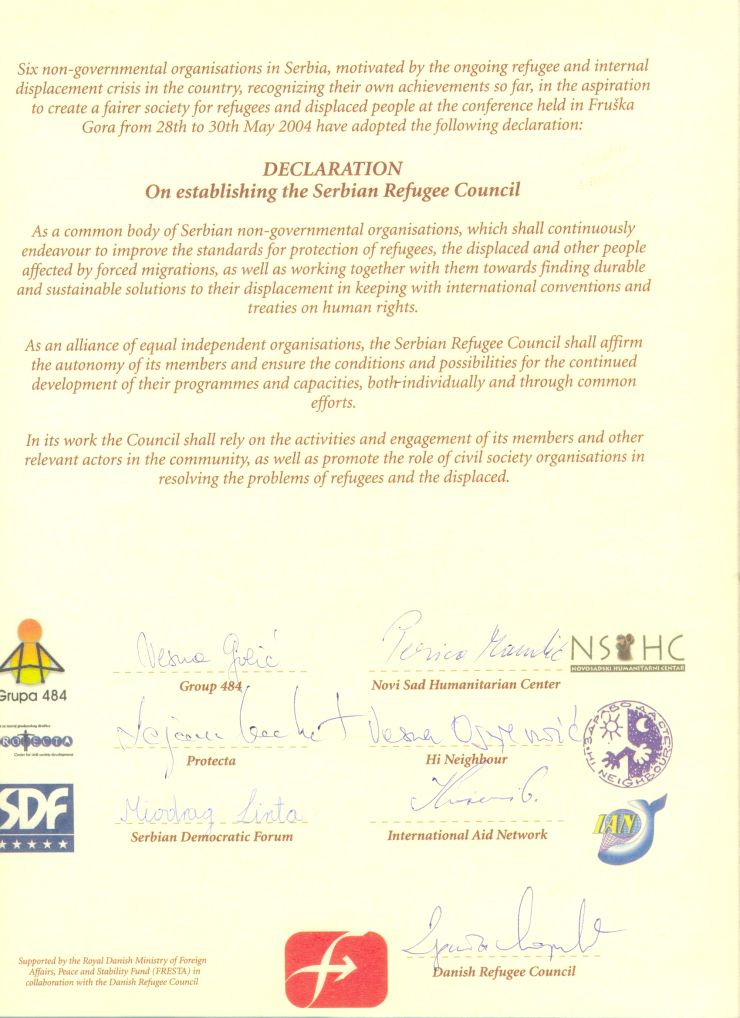 Six non-governmental organisations in Serbia, motivated by the ongoing refugee and internal
displacement crisis in the country, recognizing their own achievements so far, in the aspiration
to create a fairer society for refugees and displaced people at the conference held in Fruška
Gora from 28th to 30th May 2004 have adopted the following declaration:
DECLARATION
On establishing the Serbian Refugee Council
As a common body of Serbian non-governmental organisations, which shall continuously
endeavour to improve the standards for protection of refugees, the displaced and other people
affected by forced migrations, as well as working together with them towards finding durable
and sustainable solutions to their displacement in keeping with international conventions and
treaties on human rights.
As an alliance of equal independent organisations, the Serbian Refugee Council shall affirm
the autonomy of its members and ensure the conditions and possibilities for the continued
development of their programmes and capacities, both individually and through common
efforts.
In its work the Council shall rely on the activities and engagement of its members and other
relevant actors in the community, as well as promote the role of civil society organisations in
resolving the problems of refugees and the displaced.
Grupa 484
Vesna
Group 484
Perica
Novi Sad Humanitarian Center
NSHC
NOVOSADSKI HUMANITARNI CENTAR
PROTECTA
Center for civil society development
Protecta
Vesna
Hi Neighbour
ЗДРАВО ДА СТЕ
HI NEIGHBOUR
SDF
Miodrag Linta
Serbian Democratic Forum
International Aid Network
IAN
Supported by the Royal Danish Ministry of Foreign
Affairs, Peace and Stability Fund (FRESTA) in
collaboration with the Danish Refugee Council
Danish Refugee Council